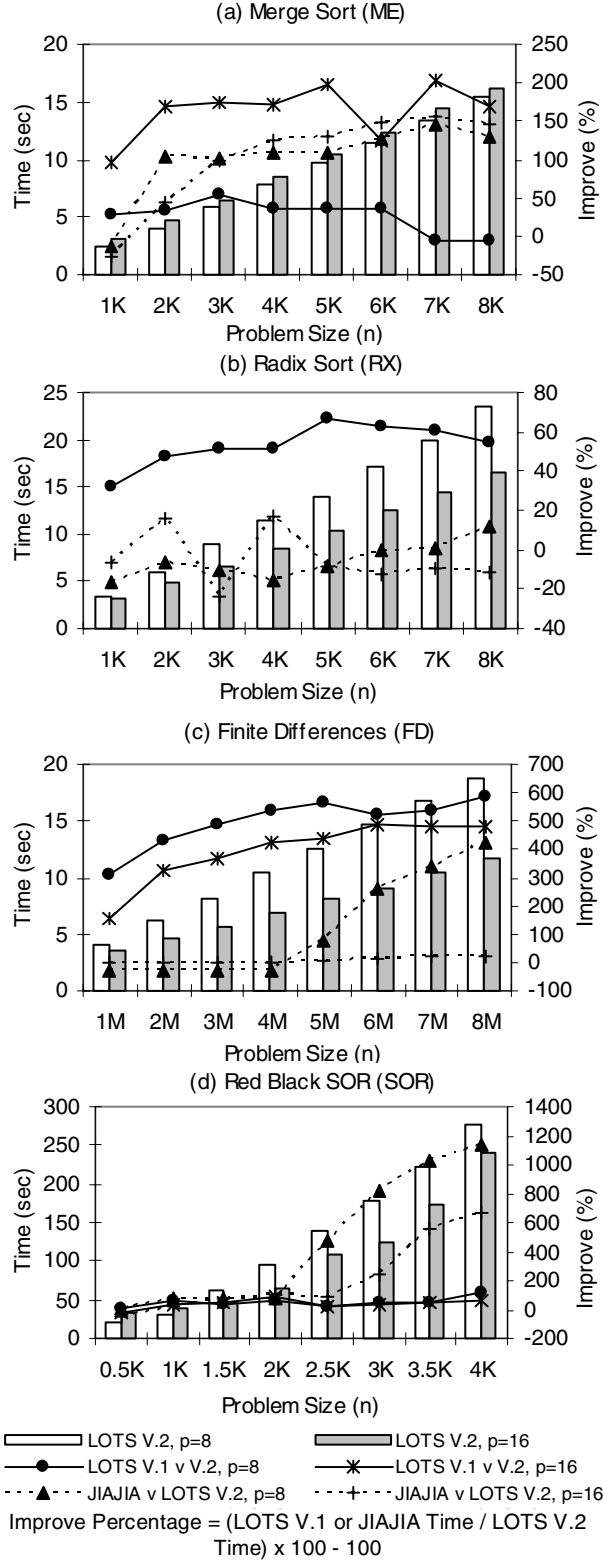 (a) Merge Sort (ME)
20
15
10
5
0
Time (sec)
250
200
150
100
50
0
-50
Improve (%)
1K 2K 3K 4K 5K 6K 7K 8K
Problem Size (n)
(b) Radix Sort (RX)
25
20
15
10
5
0
Time (sec)
80
60
40
20
0
-20
-40
Improve (%)
1K 2K 3K 4K 5K 6K 7K 8K
Problem Size (n)
(c) Finite Differences (FD)
20
15
10
5
0
Time (sec)
700
600
500
400
300
200
100
0
-100
Improve (%)
1M 2M 3M 4M 5M 6M 7M 8M
Problem Size (n)
(d) Red Black SOR (SOR)
300
250
200
150
100
50
0
Time (sec)
1400
1200
1000
800
600
400
200
0
-200
Improve (%)
0.5K 1K 1.5K 2K 2.5K 3K 3.5K 4K
Problem Size (n)
LOTS V.2, p=8 LOTS V.2, p=16
LOTS V.1 v V.2, p=8 LOTS V.1 v V.2, p=16
JIAJIA v LOTS V.2, p=8 JIAJIA v LOTS V.2, p=16
Improve Percentage = (LOTS V.1 or JIAJIA Time / LOTS V.2
Time) x 100 - 100